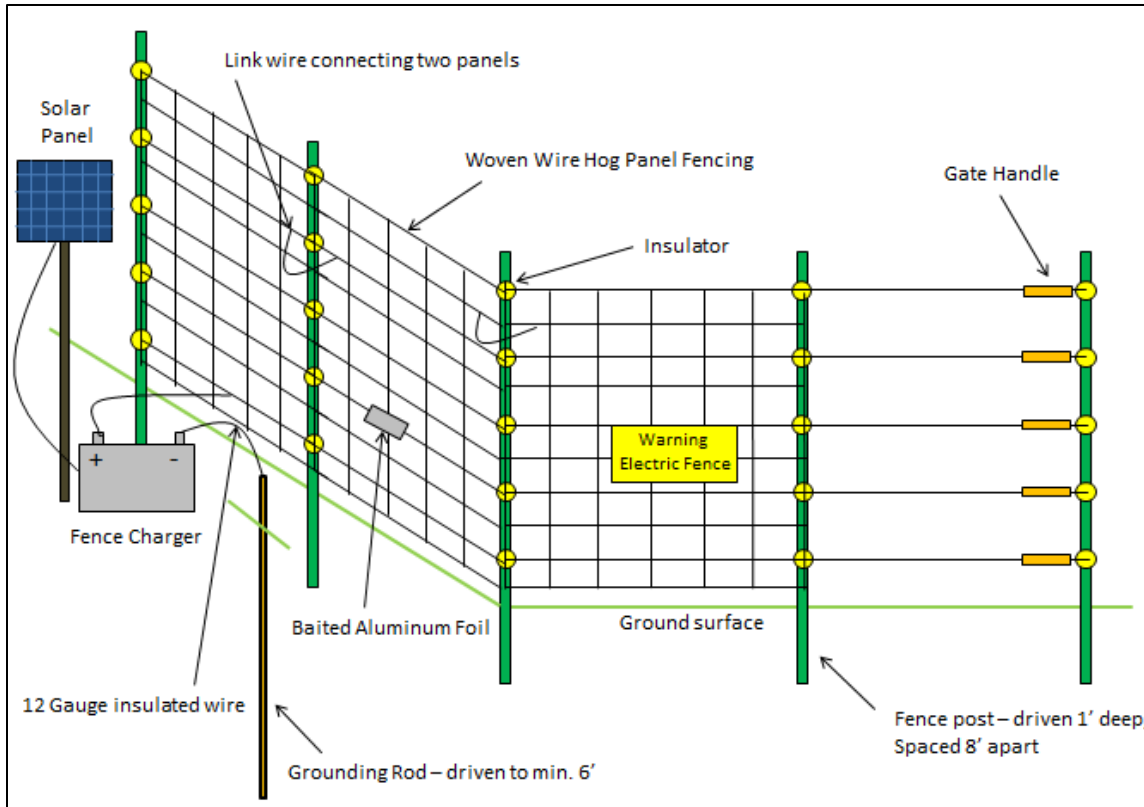 Link wire connecting two panels
Solar
Panel
Woven Wire Hog Panel Fencing
Gate Handle
Insulator
Warning
Electric Fence
+ -
Fence Charger
Baited Aluminum Foil
Ground surface
12 Gauge insulated wire
Fence post – driven 1’ deep,
Spaced 8’ apart
Grounding Rod – driven to min. 6’